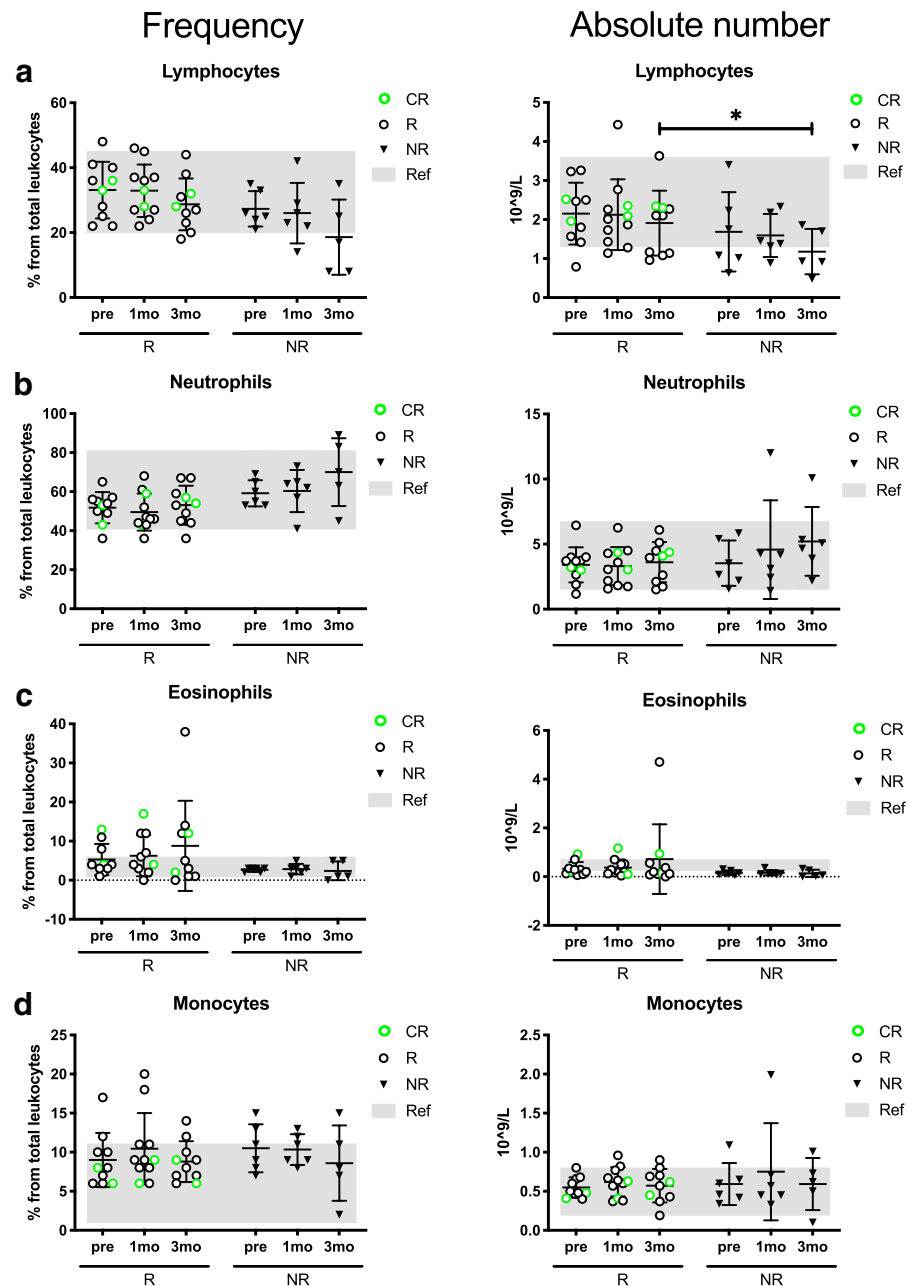 Frequency
Absolute number
a
Lymphocytes
% from total leukocytes
60
40
20
0
pre 1mo 3mo pre 1mo 3mo
R NR
CR
R
NR
Ref
Lymphocytes
10^9/L
5
4
3
2
1
0
*
pre 1mo 3mo pre 1mo 3mo
R NR
CR
R
NR
Ref
b
Neutrophils
% from total leukocytes
100
80
60
40
20
0
pre 1mo 3mo pre 1mo 3mo
R NR
CR
R
NR
Ref
Neutrophils
10^9/L
15
10
5
0
pre 1mo 3mo pre 1mo 3mo
R NR
CR
R
NR
Ref
c
Eosinophils
% from total leukocytes
40
30
20
10
0
-10
pre 1mo 3mo pre 1mo 3mo
R NR
CR
R
NR
Ref
Eosinophils
10^9/L
6
4
2
0
-2
pre 1mo 3mo pre 1mo 3mo
R NR
CR
R
NR
Ref
d
Monocytes
% from total leukocytes
25
20
15
10
5
0
pre 1mo 3mo pre 1mo 3mo
R NR
CR
R
NR
Ref
Monocytes
10^9/L
2.5
2.0
1.5
1.0
0.5
0.0
pre 1mo 3mo pre 1mo 3mo
R NR
CR
R
NR
Ref